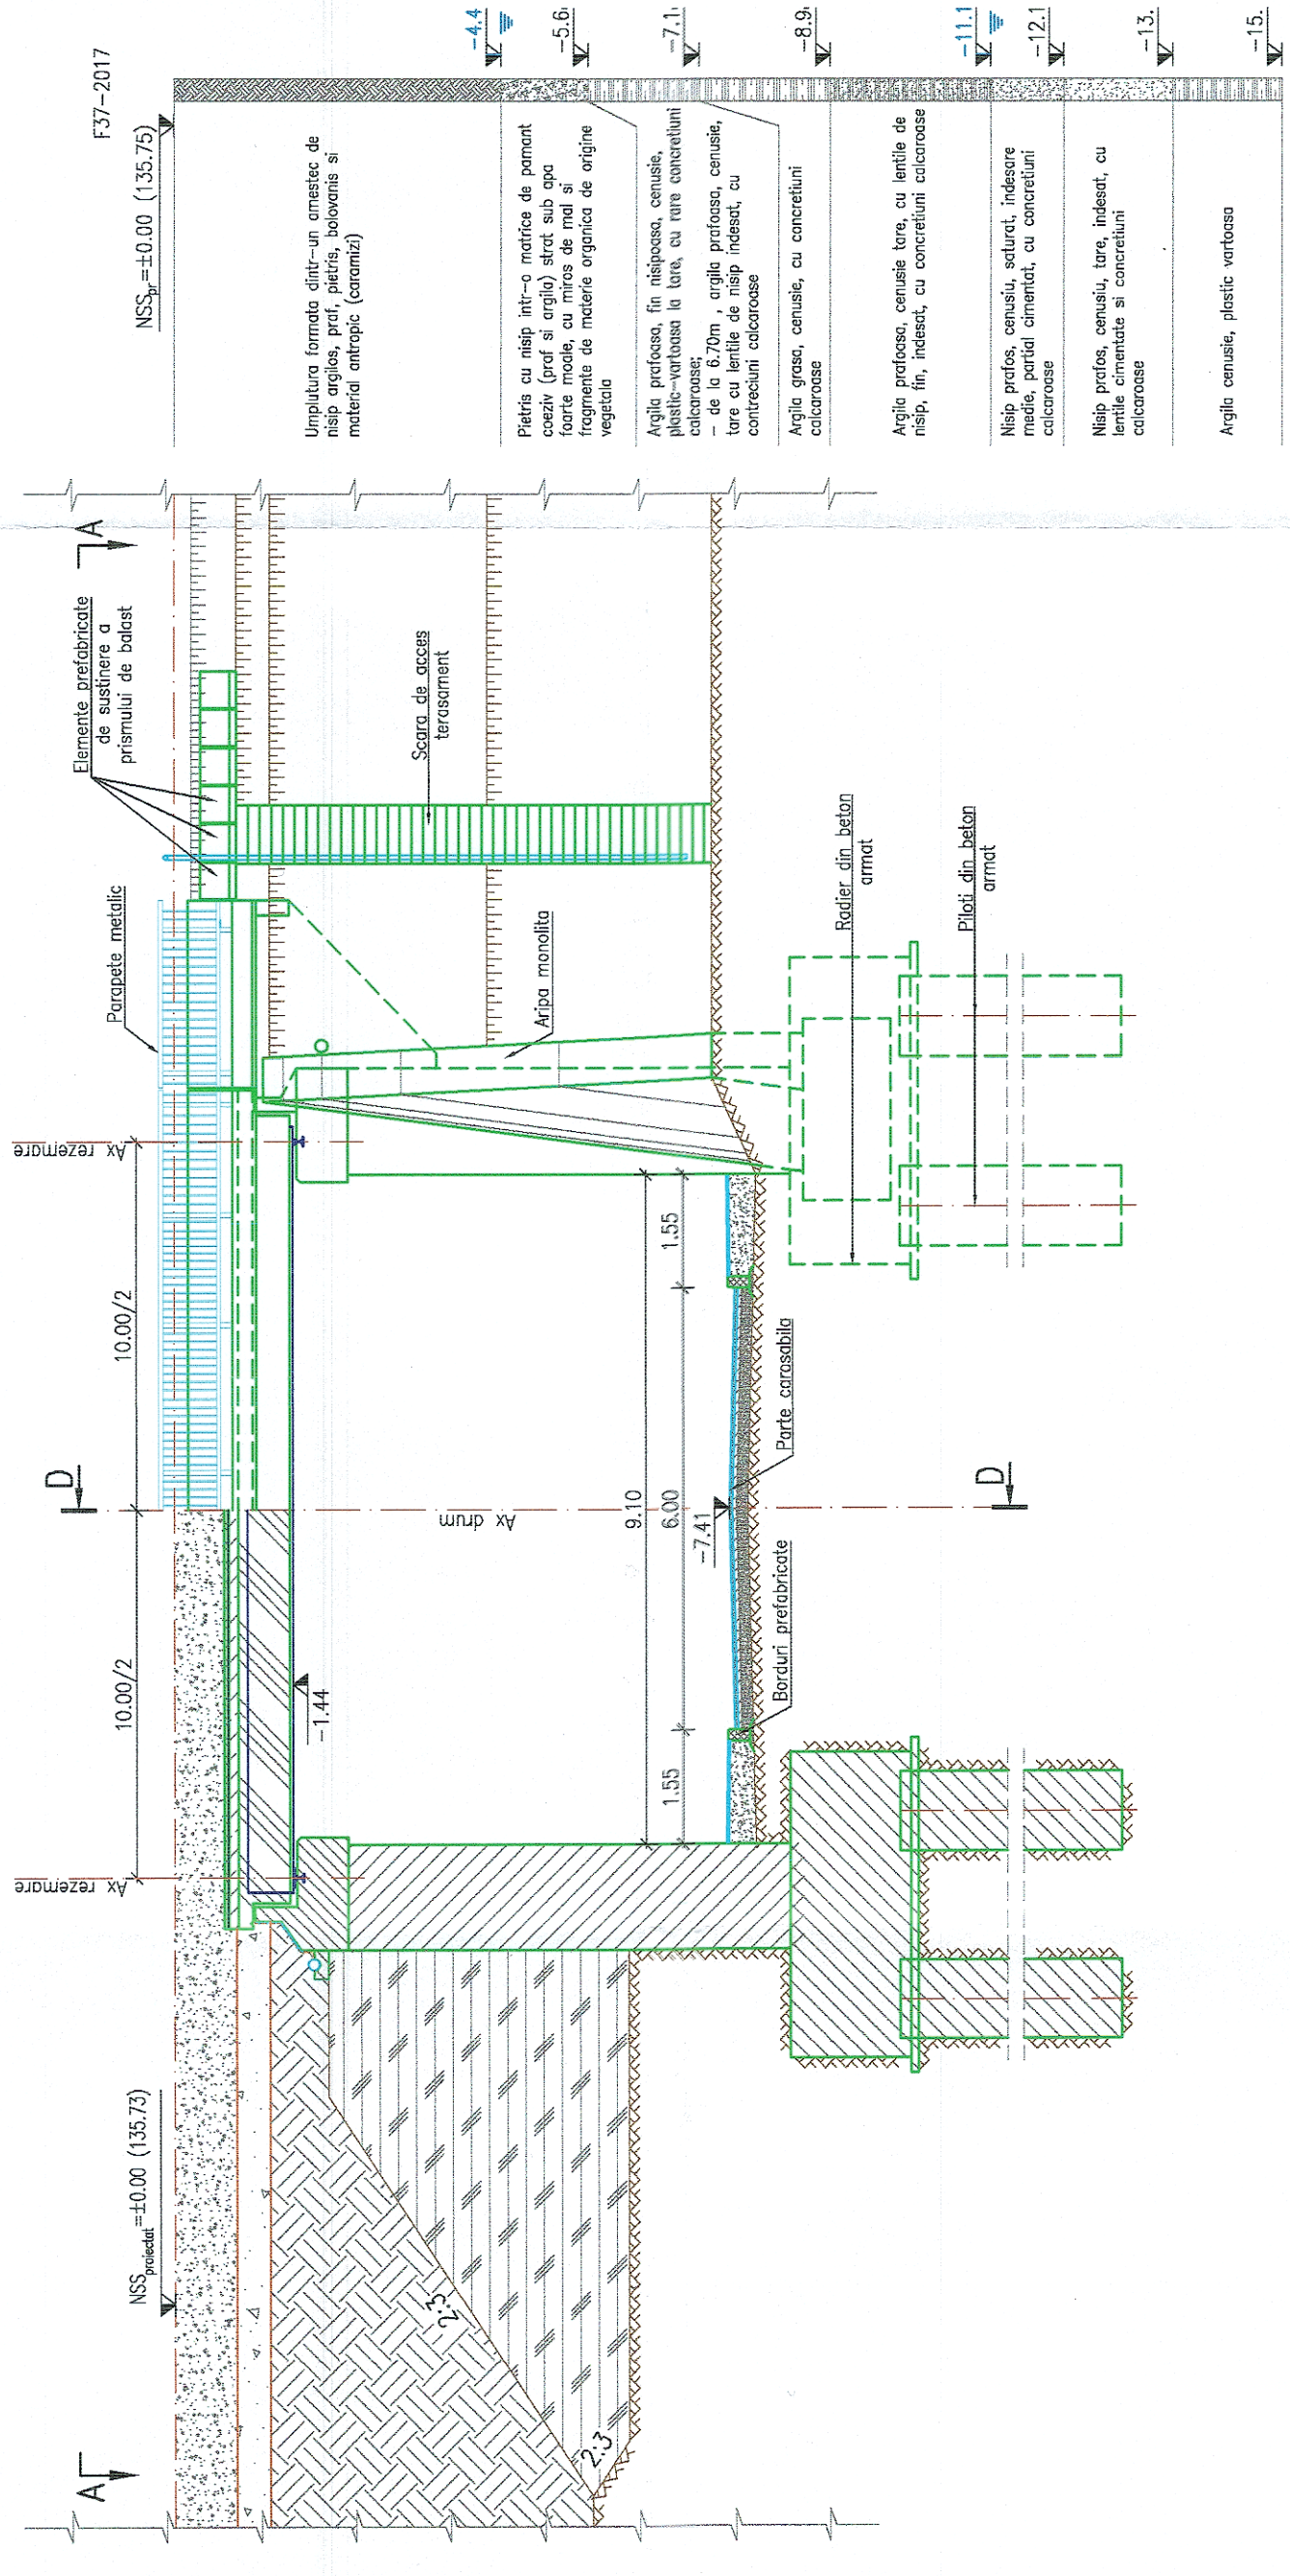 A
NSSproiectat=±0.00 (135.73)
2:3
2:3
Ax rezemare
10.00/2
-1.44
1.55
Borduri prefabricate
D
Ax drum
9.10
6.00
-7.41
D
Parte carosabila
10.00/2
Ax rezemare
1.55
Parapete metalic
Aripa monolita
Radier din beton
armat
Piloti din beton
armat
Elemente prefabricate
de sustinere a
prismului de balast
Scara de acces
terasament
A
F37-2017
NSSpr=±0.00 (135.75)
Umplutura formata dintr-un amestec de
nisip argilos, praf, pietris, bolovanis si
material antropic (caramizi)
-4.4
Pietris cu nisip intr-o matrice de pamant
coeziv (praf si argila) strat sub apa
foarte moale, cu miros de mal si
fragmente de materie organica de origine
vegetala
-5.6
Argila prafoasa, fin nisipoasa, cenusie,
plastic-vartoasa la tare, cu rare concretiuni
calcaroase;
- de la 6.70m , argila prafoasa, cenusie,
tare cu lentile de nisip indesat, cu
contreciuni calcaroase
-7.1
Argila grasa, cenusie, cu concretiuni
calcaroase
-8.9
Argila prafoasa, cenusie tare, cu lentile de
nisip, fin, indesat, cu concretiuni calcaroase
-11.1
Nisip prafos, cenusiu, saturat, indesare
medie, partial cimentat, cu concretiuni
calcaroase
-12.1
Nisip prafos, cenusiu, tare, indesat, cu
lentile cimentate si concretiuni
calcaroase
-13.
Argila cenusie, plastic vartoasa
-15.